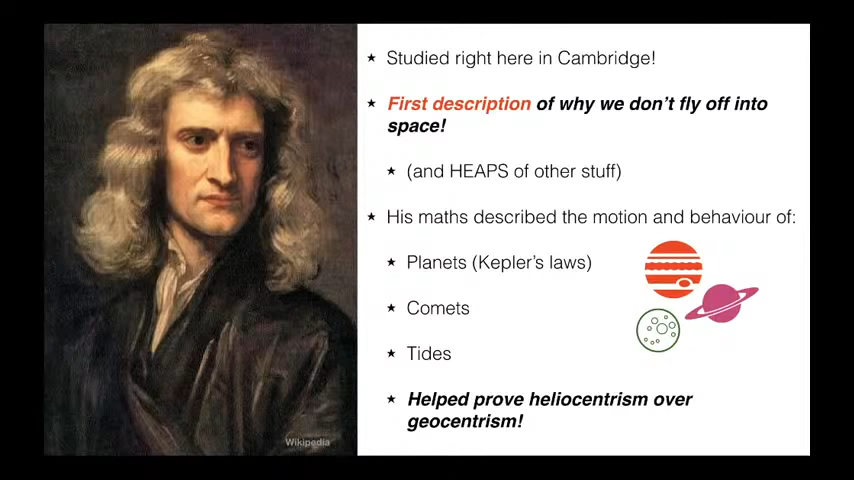 Studied right here in Cambridge!
First description of why we don't fly off into
space!
(and HEAPS of other stuff)
His maths described the motion and behaviour of:
Planets (Kepler's laws)
Comets
Tides
Helped prove heliocentrism over
geocentrism!
Wikipedia